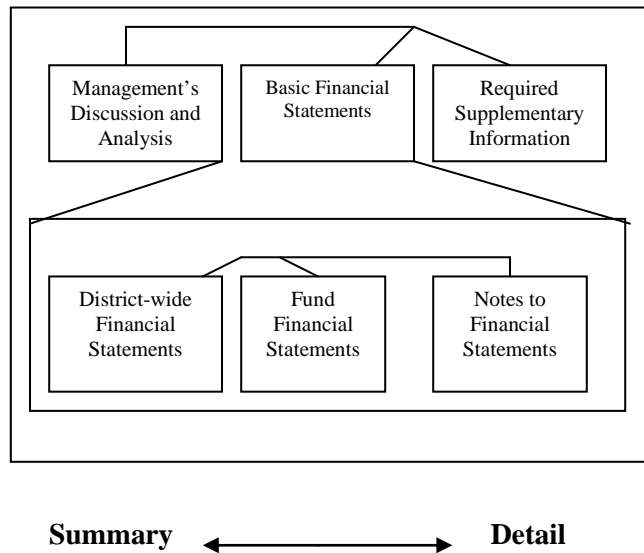 Management’s
Discussion and
Analysis
Basic Financial
Statements
Required
Supplementary
Information
District-wide
Financial
Statements
Fund
Financial
Statements
Notes to
Financial
Statements
Summary
Detail